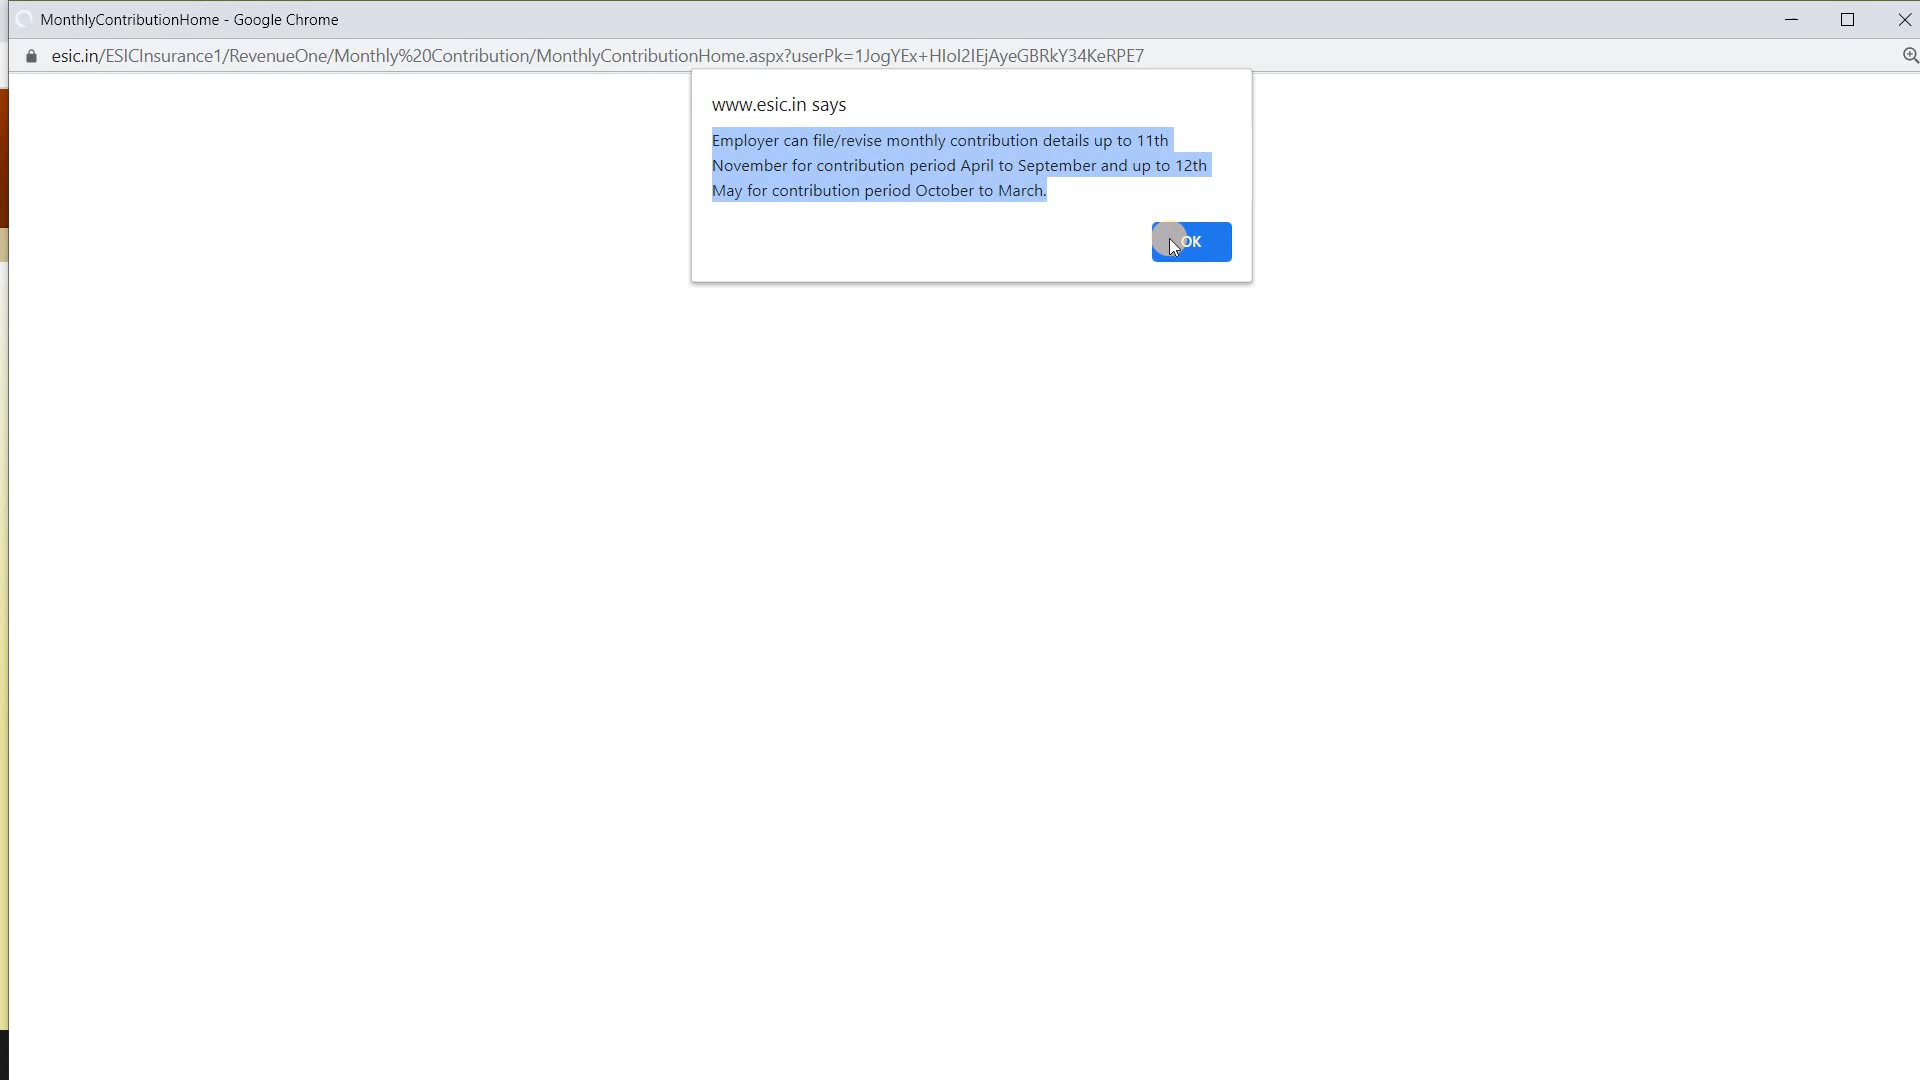 MonthlyContributionHome - Google Chrome
esic.in/ESICInsurance1/RevenueOne/Monthly%20Contribution/MonthlyContributionHome.aspx?userPk=1JogYEx+HIoI2IEjAyeGBRkY34KeRPE7
www.esic.in says
Employer can file/revise monthly contribution details up to 11th
November for contribution period April to September and up to 12th
May for contribution period October to March.
OK